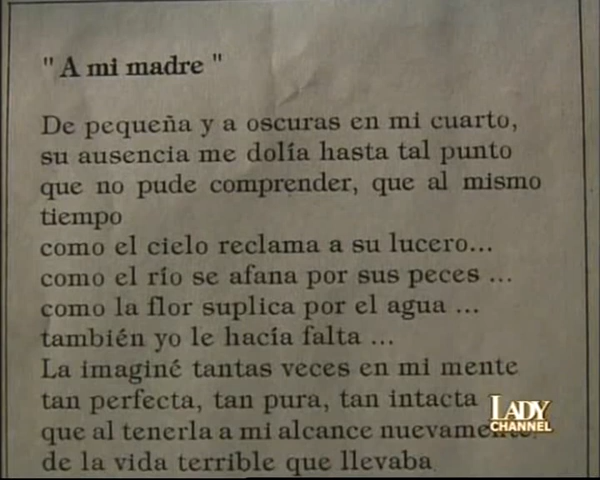 " A mi madre "
De pequeña y a oscuras en mi cuarto,
su ausencia me dolía hasta tal punto
que no pude comprender, que al mismo
tiempo
como el cielo reclama a su lucero...
como el río se afana por sus peces ...
como la flor suplica por el agua ...
también yo le hacía falta ...
La imaginé tantas veces en mi mente
tan perfecta, tan pura, tan intacta
que al tenerla a mi alcance nuevamente,
de la vida terrible que llevaba
LADY
CHANNEL